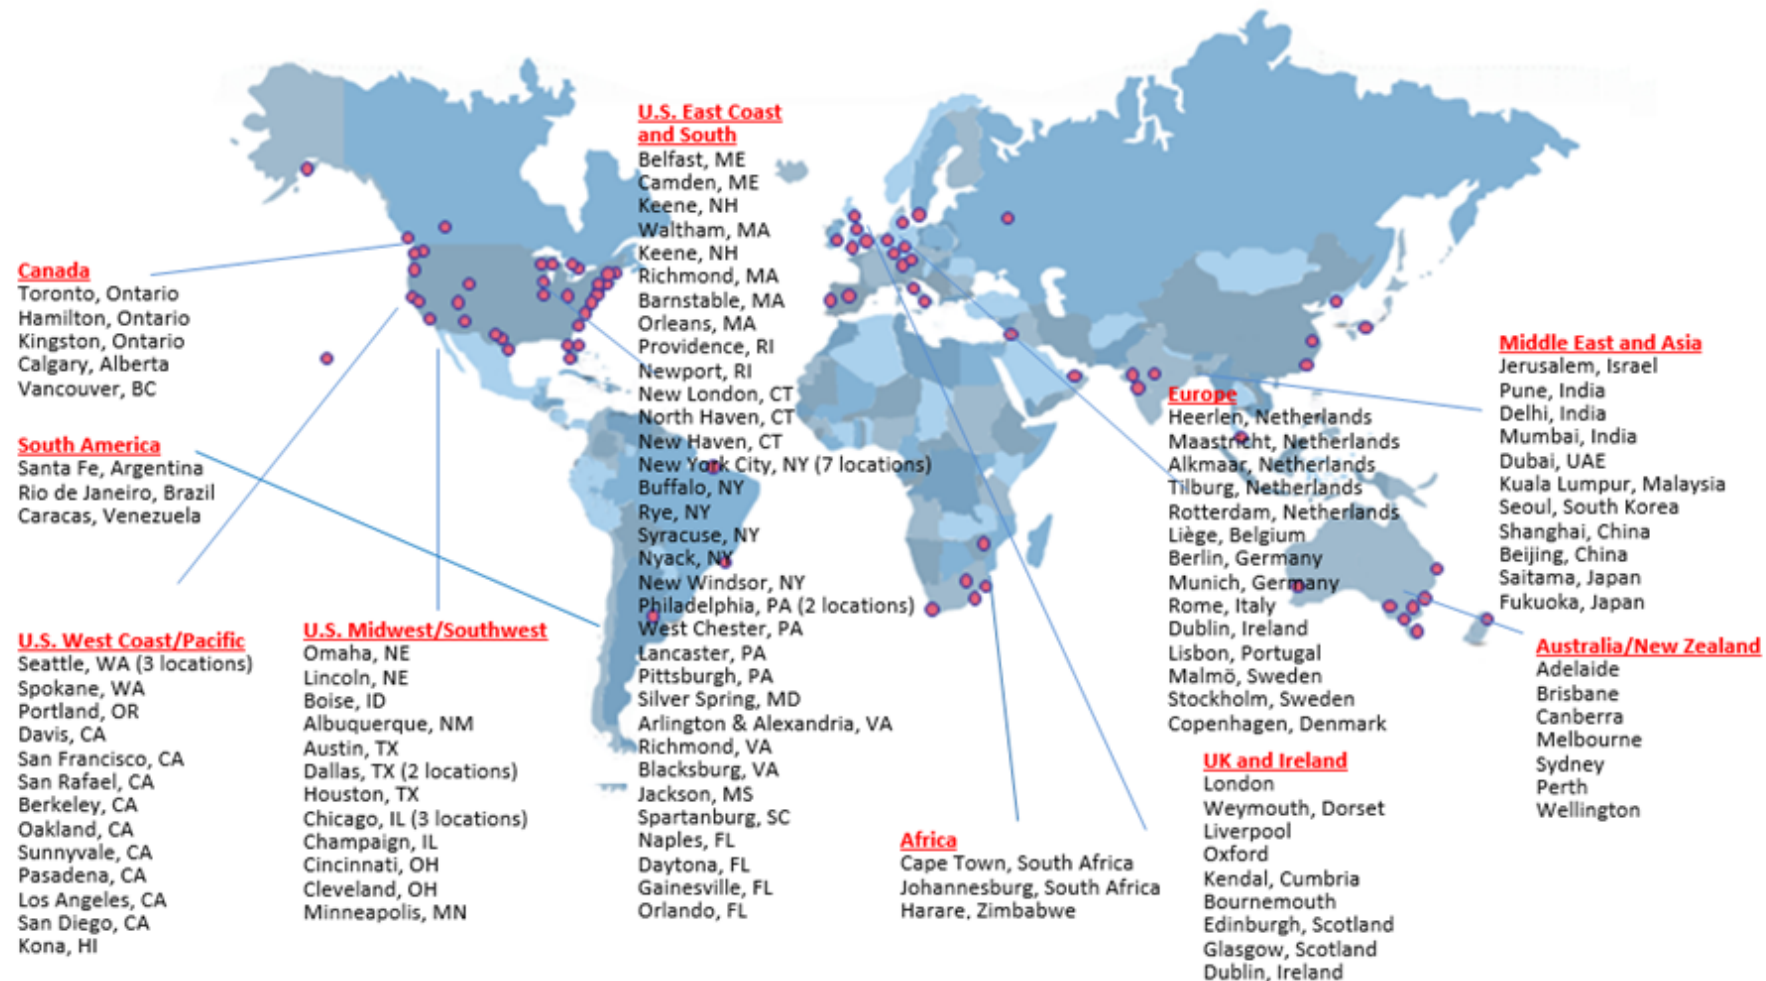 Canada
Toronto, Ontario
Hamilton, Ontario
Kingston, Ontario
Calgary, Alberta
Vancouver, BC
South America
Santa Fe, Argentina
Rio de Janeiro, Brazil
Caracas, Venezuela
U.S. West Coast/Pacific
Seattle, WA (3 locations)
Spokane, WA
Portland, OR
Davis, CA
San Francisco, CA
San Rafael, CA
Berkeley, CA
Oakland, CA
Sunnyvale, CA
Pasadena, CA
Los Angeles, CA
San Diego, CA
Kona, HI
U.S. Midwest/Southwest
Omaha, NE
Lincoln, NE
Boise, ID
Albuquerque, NM
Austin, TX
Dallas, TX (2 locations)
Houston, TX
Chicago, IL (3 locations)
Champaign, IL
Cincinnati, OH
Cleveland, OH
Minneapolis, MN
U.S. East Coast
and South
Belfast, ME
Camden, ME
Keene, NH
Waltham, MA
Keene, NH
Richmond, MA
Barnstable, MA
Orleans, MA
Providence, RI
Newport, RI
New London, CT
North Haven, CT
New Haven, CT
New York City, NY (7 locations)
Buffalo, NY
Rye, NY
Syracuse, NY
Nyack, NY
New Windsor, NY
Philadelphia, PA (2 locations)
West Chester, PA
Lancaster, PA
Pittsburgh, PA
Silver Spring, MD
Arlington & Alexandria, VA
Richmond, VA
Blacksburg, VA
Jackson, MS
Spartanburg, SC
Naples, FL
Daytona, FL
Gainesville, FL
Orlando, FL
Africa
Cape Town, South Africa
Johannesburg, South Africa
Harare, Zimbabwe
Europe
Heerlen, Netherlands
Maastricht, Netherlands
Alkmaar, Netherlands
Tilburg, Netherlands
Rotterdam, Netherlands
Liège, Belgium
Berlin, Germany
Munich, Germany
Rome, Italy
Dublin, Ireland
Lisbon, Portugal
Malmö, Sweden
Stockholm, Sweden
Copenhagen, Denmark
UK and Ireland
London
Weymouth, Dorset
Liverpool
Oxford
Kendal, Cumbria
Bournemouth
Edinburgh, Scotland
Glasgow, Scotland
Dublin, Ireland
Middle East and Asia
Jerusalem, Israel
Pune, India
Delhi, India
Mumbai, India
Dubai, UAE
Kuala Lumpur, Malaysia
Seoul, South Korea
Shanghai, China
Beijing, China
Saitama, Japan
Fukuoka, Japan
Australia/New Zealand
Adelaide
Brisbane
Canberra
Melbourne
Sydney
Perth
Wellington